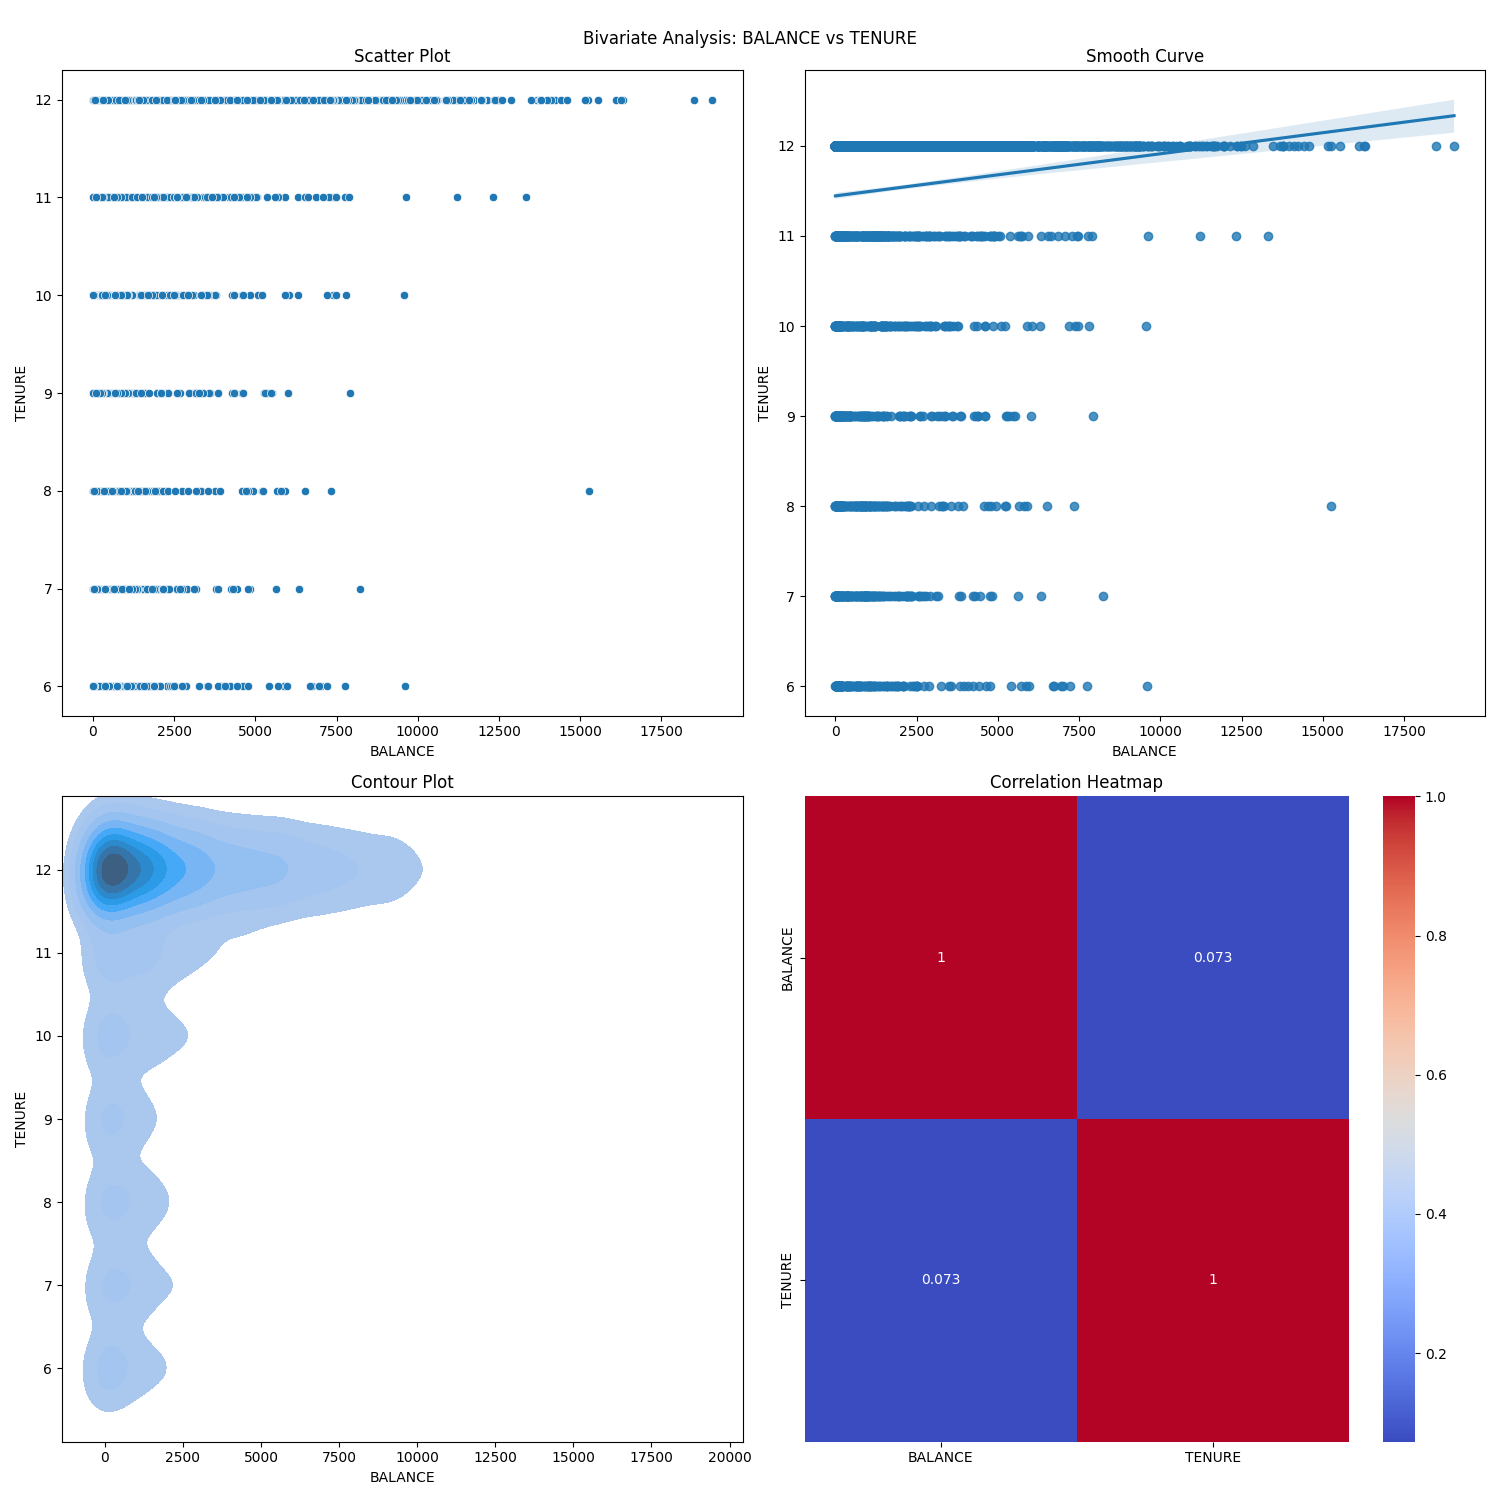 Bivariate Analysis: BALANCE vs TENURE
Scatter Plot
12
11
10
9
8
7
6
TENURE
0 2500 5000 7500 10000 12500 15000 17500
BALANCE
Smooth Curve
12
11
10
9
8
7
6
TENURE
0 2500 5000 7500 10000 12500 15000 17500
BALANCE
Contour Plot
12
11
10
9
8
7
6
TENURE
0 2500 5000 7500 10000 12500 15000 17500 20000
BALANCE
Correlation Heatmap
BALANCE
TENURE
1 0.073
0.073 1
BALANCE TENURE
1.0
0.8
0.6
0.4
0.2